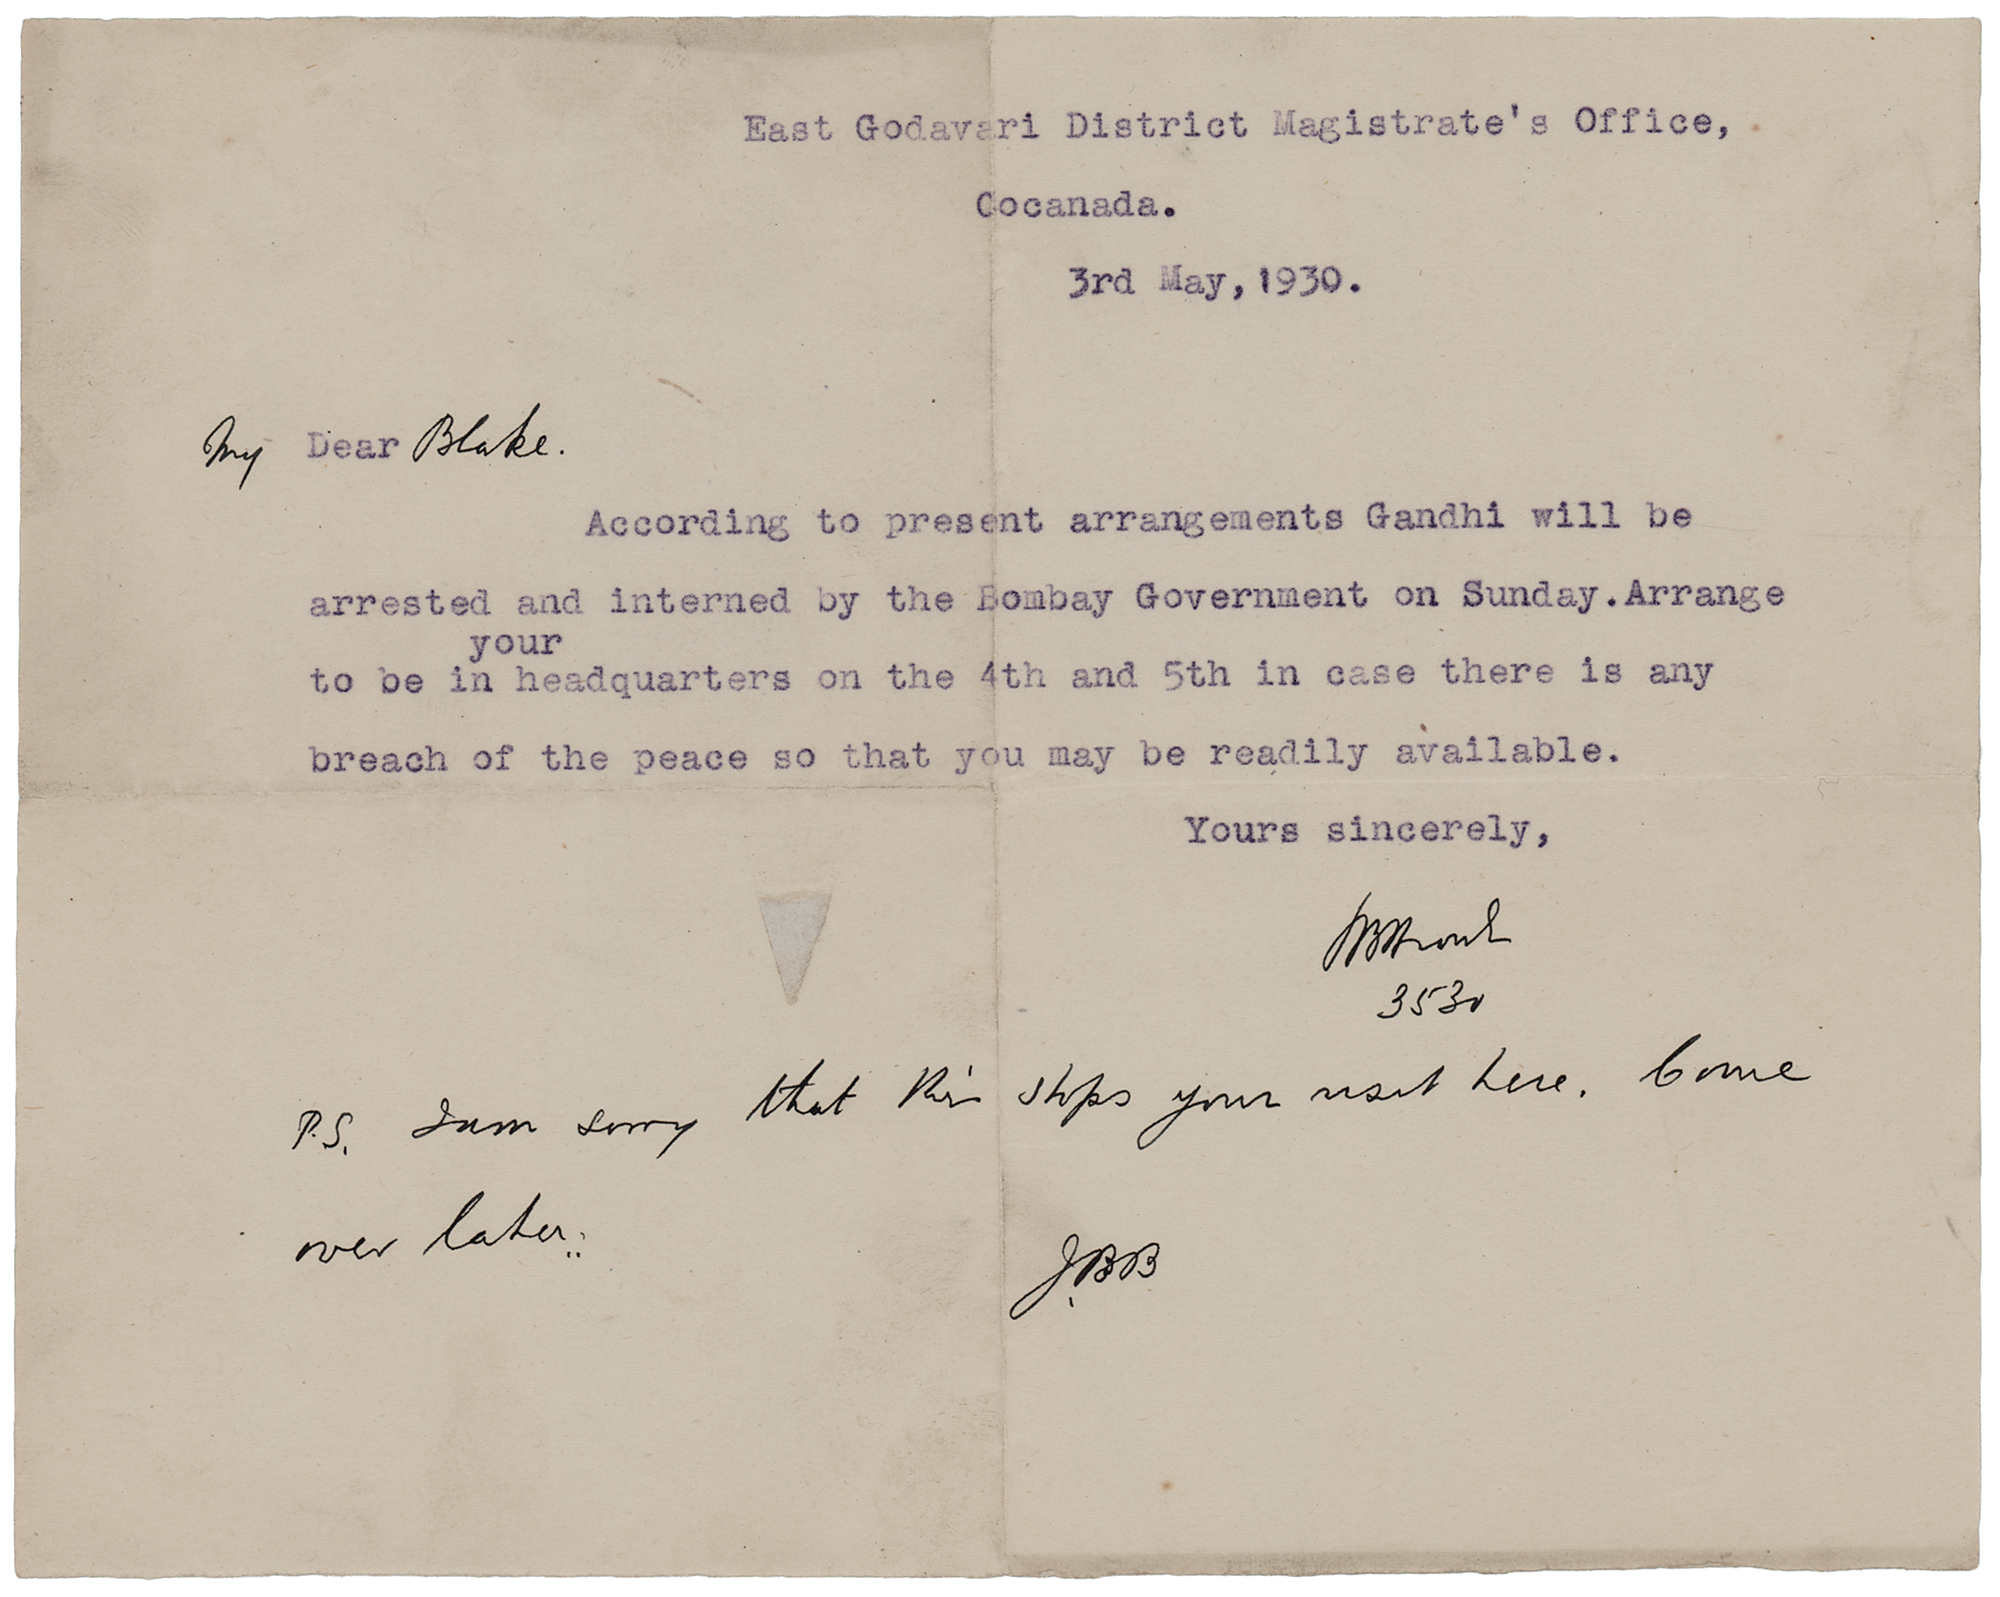 East Godavari District Magistrate's Office,
Cocanada.
3rd May, 1930.
My Dear Blake.
According to present arrangements Gandhi will be
arrested and interned by the Bombay Government on Sunday.Arrange
your
to be in headquarters on the 4th and 5th in case there is any
breach of the peace so that you may be readily available.
Yours sincerely,
3530
P.S. I am sorry that this stops your visit here. Come
over later.
JBB